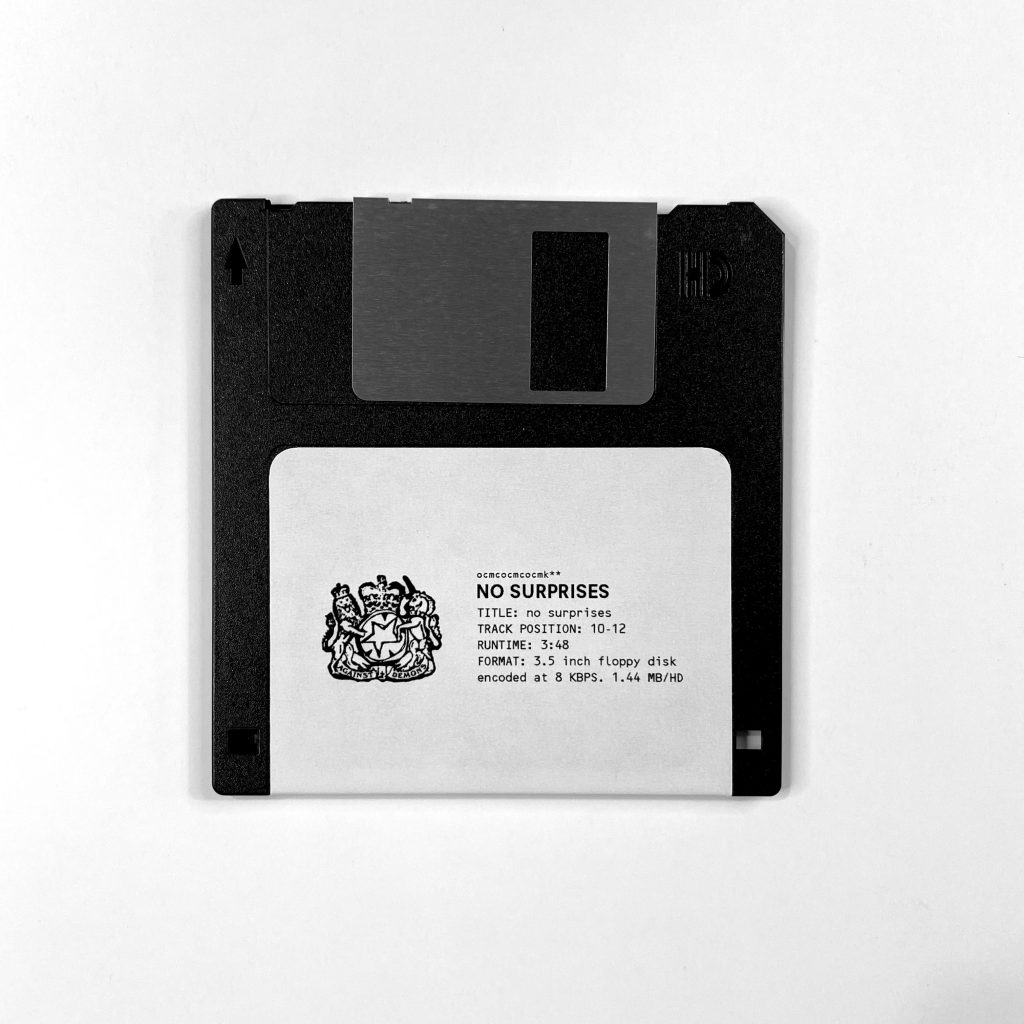 HD
AGAINST DEMONS
ocmcocmcocmk**
NO SURPRISES
TITLE: no surprises
TRACK POSITION: 10-12
RUNTIME: 3:48
FORMAT: 3.5 inch floppy disk
encoded at 8 KBPS. 1.44 MB/HD